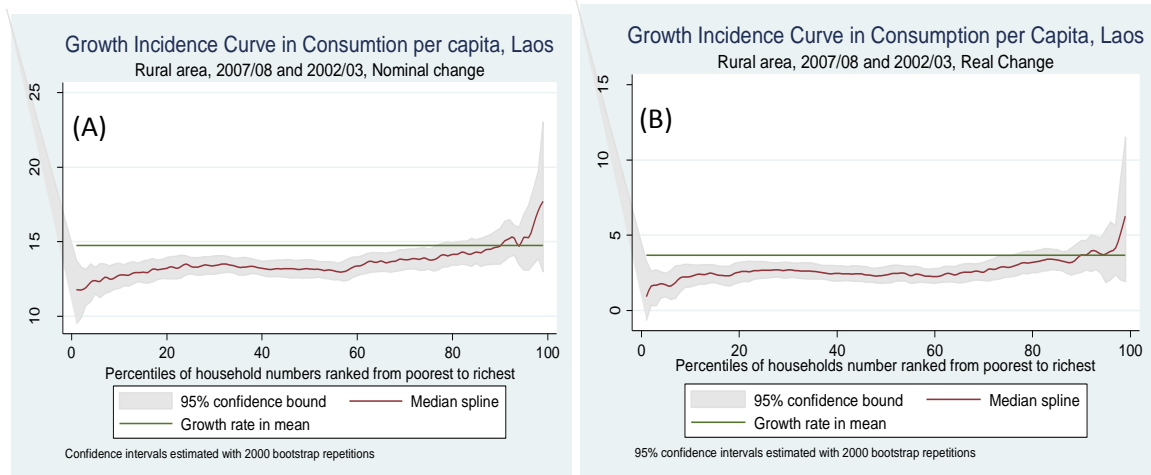 Growth Incidence Curve in Consumtion per capita, Laos
Rural area, 2007/08 and 2002/03, Nominal change
(A)
25
20
15
10
0 20 40 60 80 100
Percentiles of household numbers ranked from poorest to richest
95% confidence bound Median spline
Growth rate in mean
Confidence intervals estimated with 2000 bootstrap repetitions
Growth Incidence Curve in Consumption per Capita, Laos
Rural area, 2007/08 and 2002/03, Real Change
(B)
15
10
5
0
0 20 40 60 80 100
Percentiles of households number ranked from poorest to richest
95% confidence bound Median spline
Growth rate in mean
95% confidence intervals estimated with 2000 bootstrap repetitions